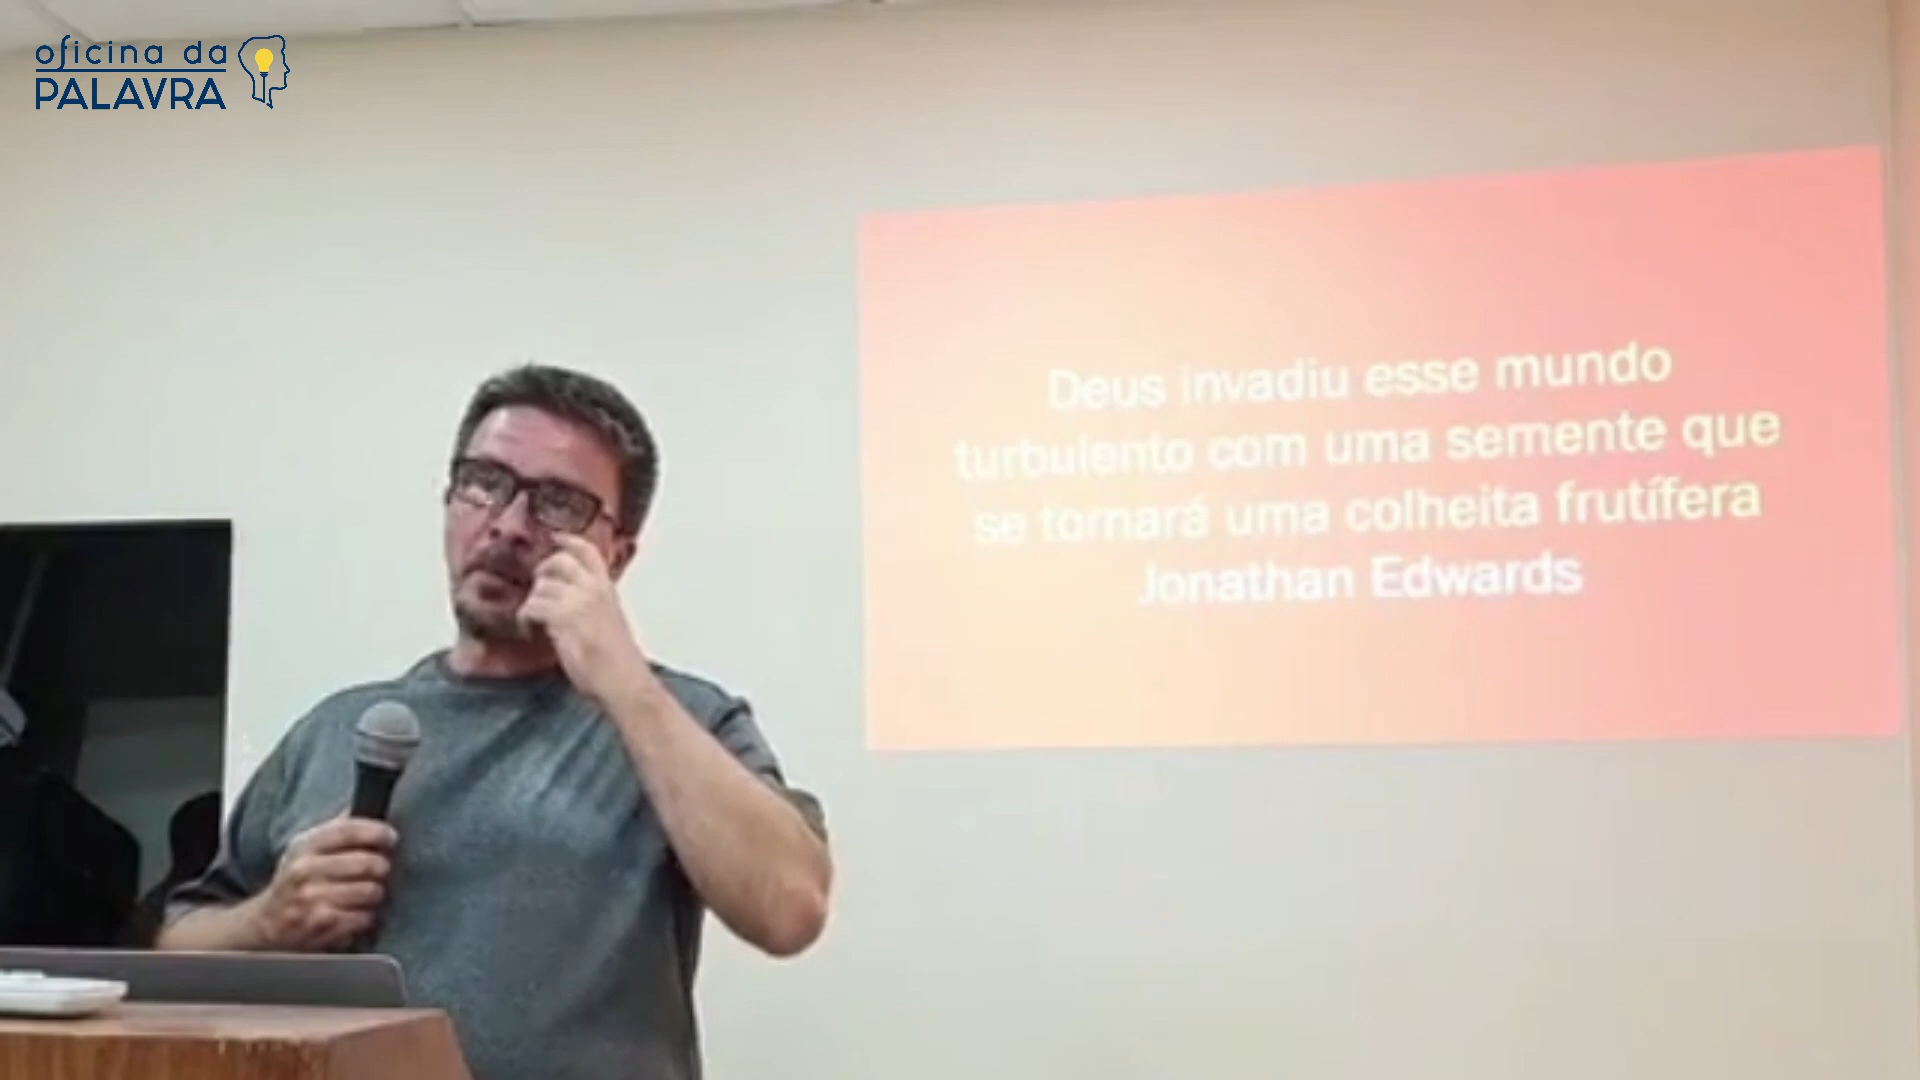 oficina da
PALAVRA
Deus invadiu esse mundo
turbulento com uma semente que
se tornará uma colheita frutífera
Jonathan Edwards